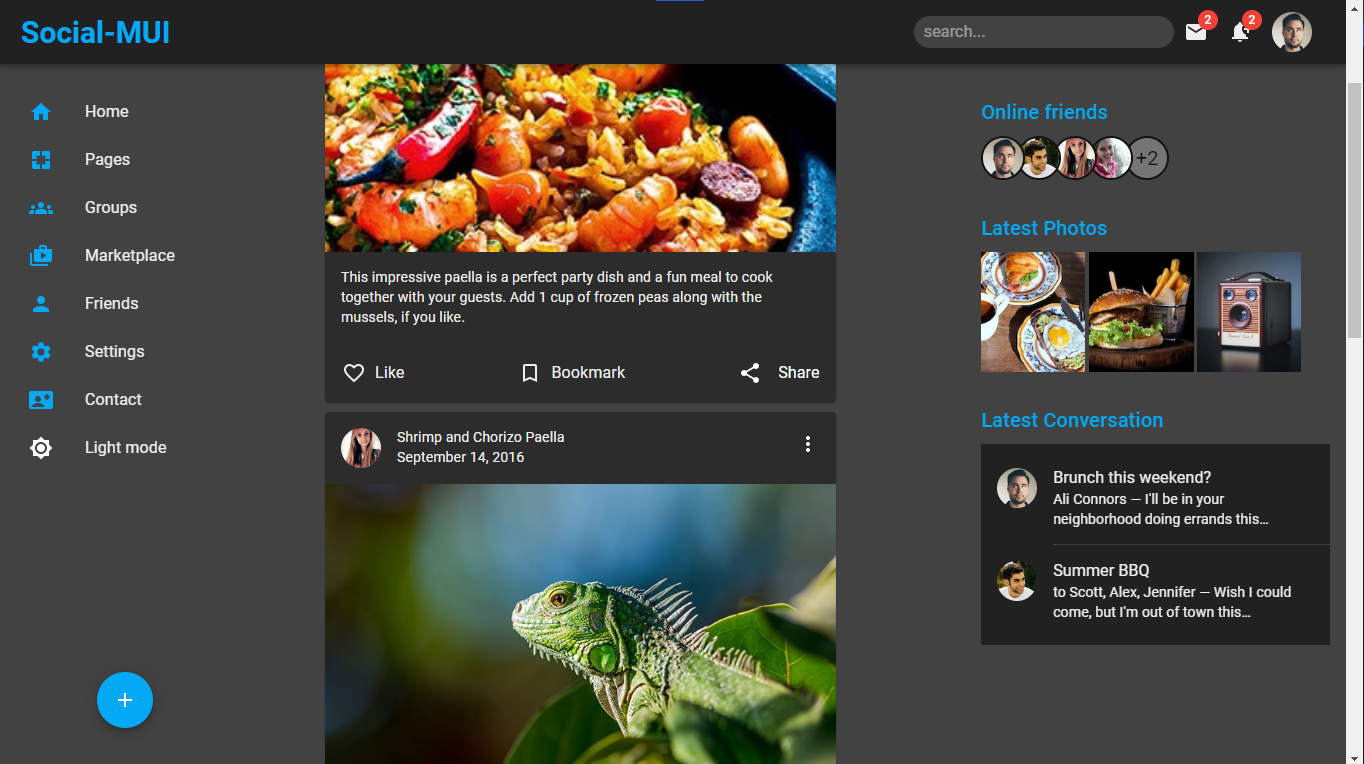 Social-MUI
search...
2
2
Home
Pages
Groups
Marketplace
Friends
Settings
Contact
Light mode
This impressive paella is a perfect party dish and a fun meal to cook
together with your guests. Add 1 cup of frozen peas along with the
mussels, if you like.
Like
Bookmark
Share
Shrimp and Chorizo Paella
September 14, 2016
Online friends
+2
Latest Photos
Latest Conversation
Brunch this weekend?
Ali Connors — I'll be in your
neighborhood doing errands this…
Summer BBQ
to Scott, Alex, Jennifer — Wish I could
come, but I'm out of town this…